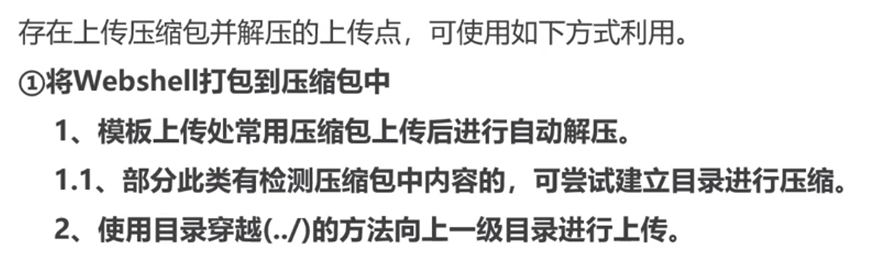 存在上传压缩包并解压的上传点，可使用如下方式利用。
①将Webshell打包到压缩包中
1、模板上传处常用压缩包上传后进行自动解压。
1.1、部分此类有检测压缩包中内容的，可尝试建立目录进行压缩。
2、使用目录穿越(../)的方法向上一级目录进行上传。